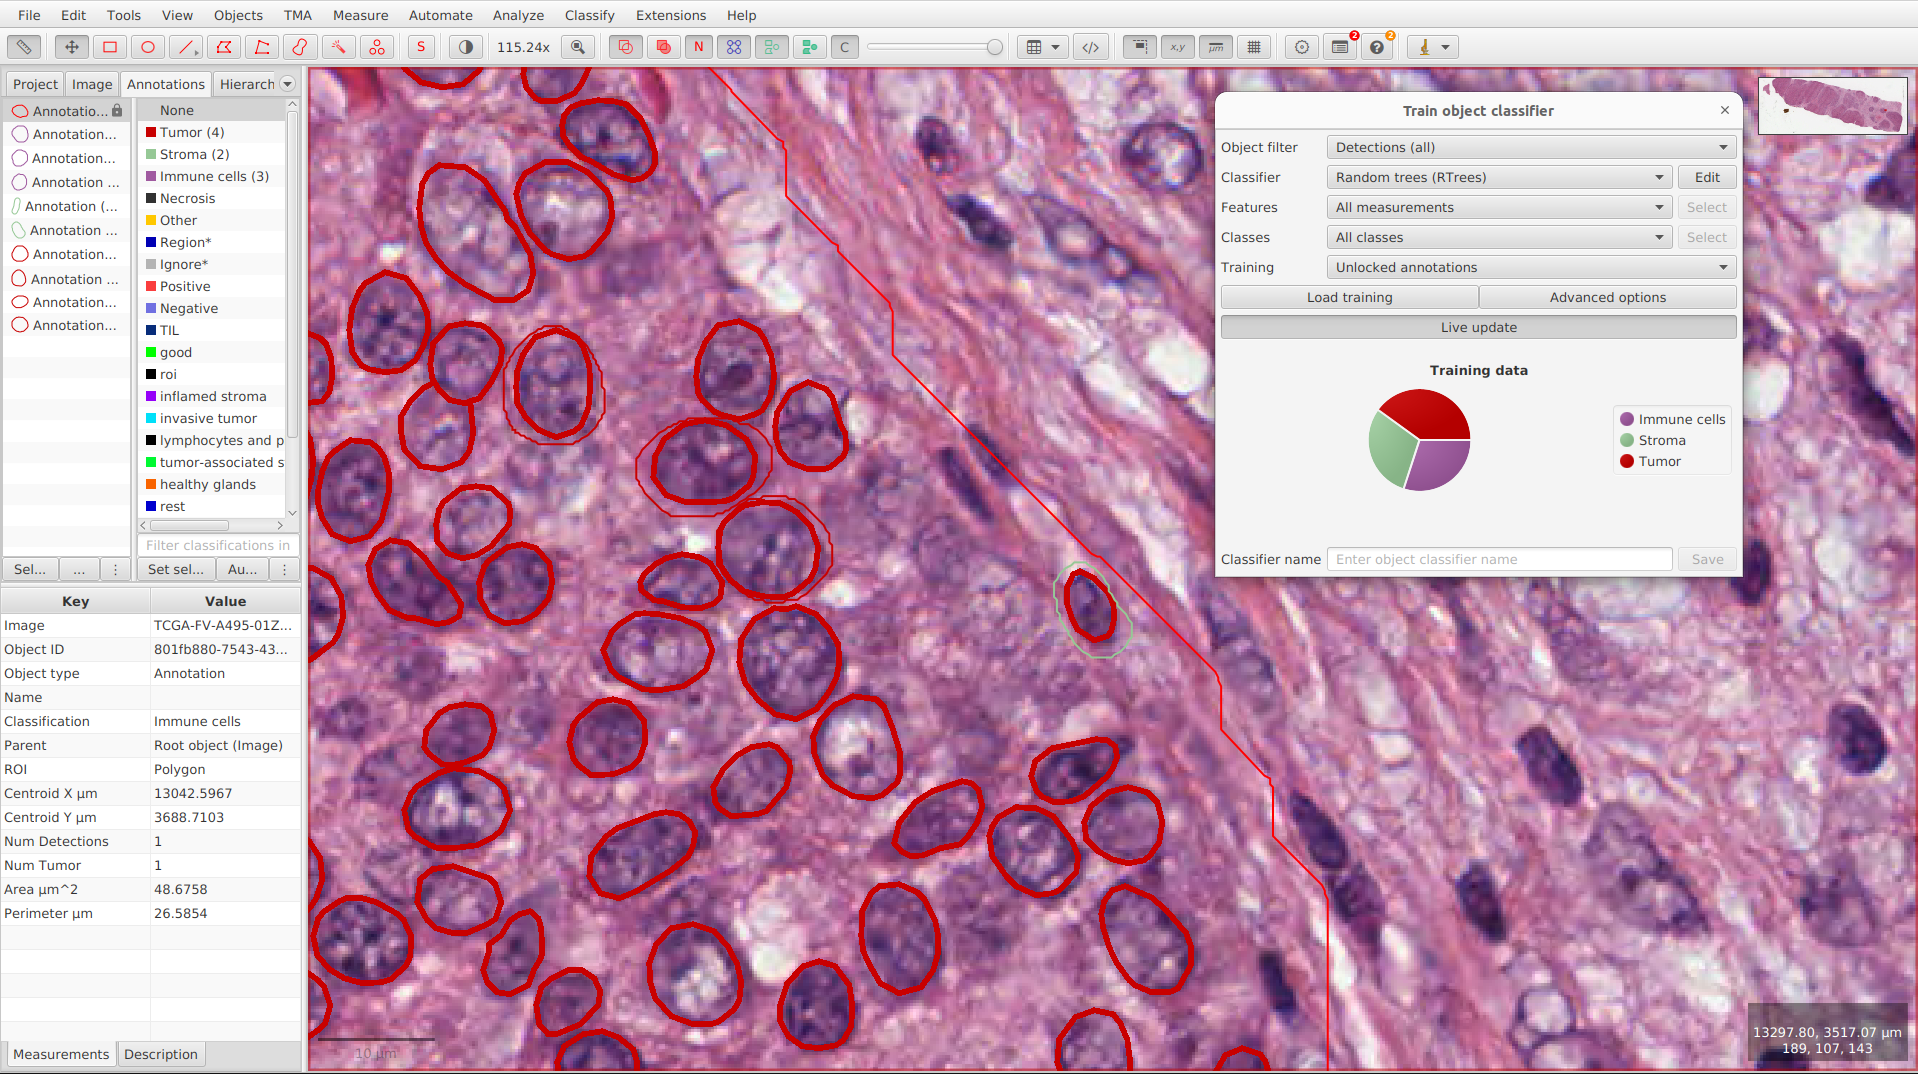 File Edit Tools View Objects TMA Measure Automate Analyze Classify Extensions Help
S 115.24x N C x,y μm 2 2
Project Image Annotations Hierarch
Annotatio...
Annotation...
Annotation...
Annotation ...
Annotation (...
Annotation ...
Annotation...
Annotation ...
Annotation...
Annotation...
None
Tumor (4)
Stroma (2)
Immune cells (3)
Necrosis
Other
Region*
Ignore*
Positive
Negative
TIL
good
roi
inflamed stroma
invasive tumor
lymphocytes and p
tumor-associated s
healthy glands
rest
Filter classifications in
Sel... ... ⋮ Set sel... Au... ⋮
Key Value
Image TCGA-FV-A495-01Z...
Object ID 801fb880-7543-43...
Object type Annotation
Name
Classification Immune cells
Parent Root object (Image)
ROI Polygon
Centroid X μm 13042.5967
Centroid Y μm 3688.7103
Num Detections 1
Num Tumor 1
Area μm^2 48.6758
Perimeter μm 26.5854
Measurements Description
10 μm
Train object classifier ×
Object filter Detections (all)
Classifier Random trees (RTrees) Edit
Features All measurements Select
Classes All classes Select
Training Unlocked annotations
Load training Advanced options
Live update
Training data
Immune cells
Stroma
Tumor
Classifier name Enter object classifier name Save
13297.80, 3517.07 μm
189, 107, 143